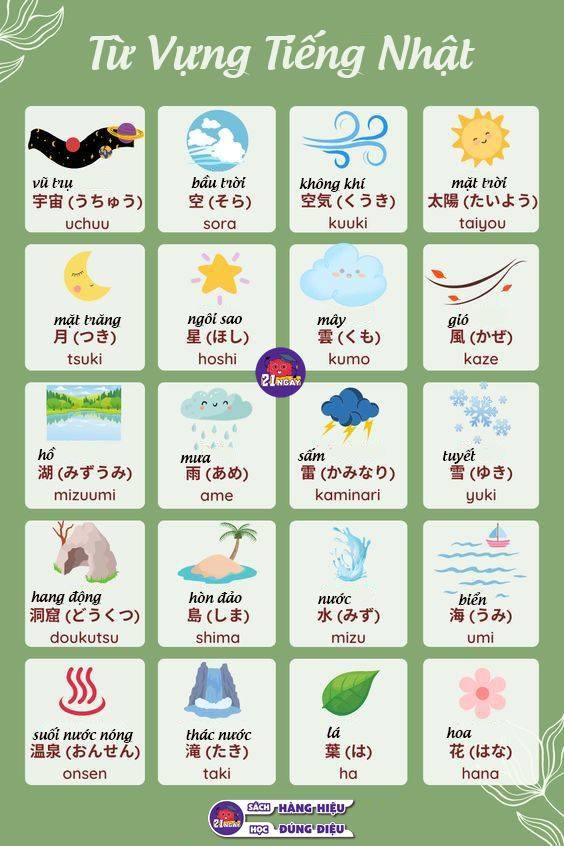 Từ Vựng Tiếng Nhật
vũ trụ
宇宙 (うちゅう)
uchuu
bầu trời
空 (そら)
sora
không khí
空気 (くうき)
kuuki
mặt trời
太陽 (たいよう)
taiyou
mặt trăng
月 (つき)
tsuki
ngôi sao
星 (ほし)
hoshi
mây
雲 (くも)
kumo
gió
風 (かぜ)
kaze
21
NGÀY
hồ
湖 (みずうみ)
mizuumi
mưa
雨 (あめ)
ame
sấm
雷 (かみなり)
kaminari
tuyết
雪 (ゆき)
yuki
hang động
洞窟 (どうくつ)
doukutsu
hòn đảo
島 (しま)
shima
nước
水 (みず)
mizu
biển
海 (うみ)
umi
suối nước nóng
温泉 (おんせん)
onsen
thác nước
滝 (たき)
taki
lá
葉 (は)
ha
hoa
花 (はな)
hana
21NGÀY
SÁCH HÀNG HIỆU
HỌC ĐÚNG ĐIỆU